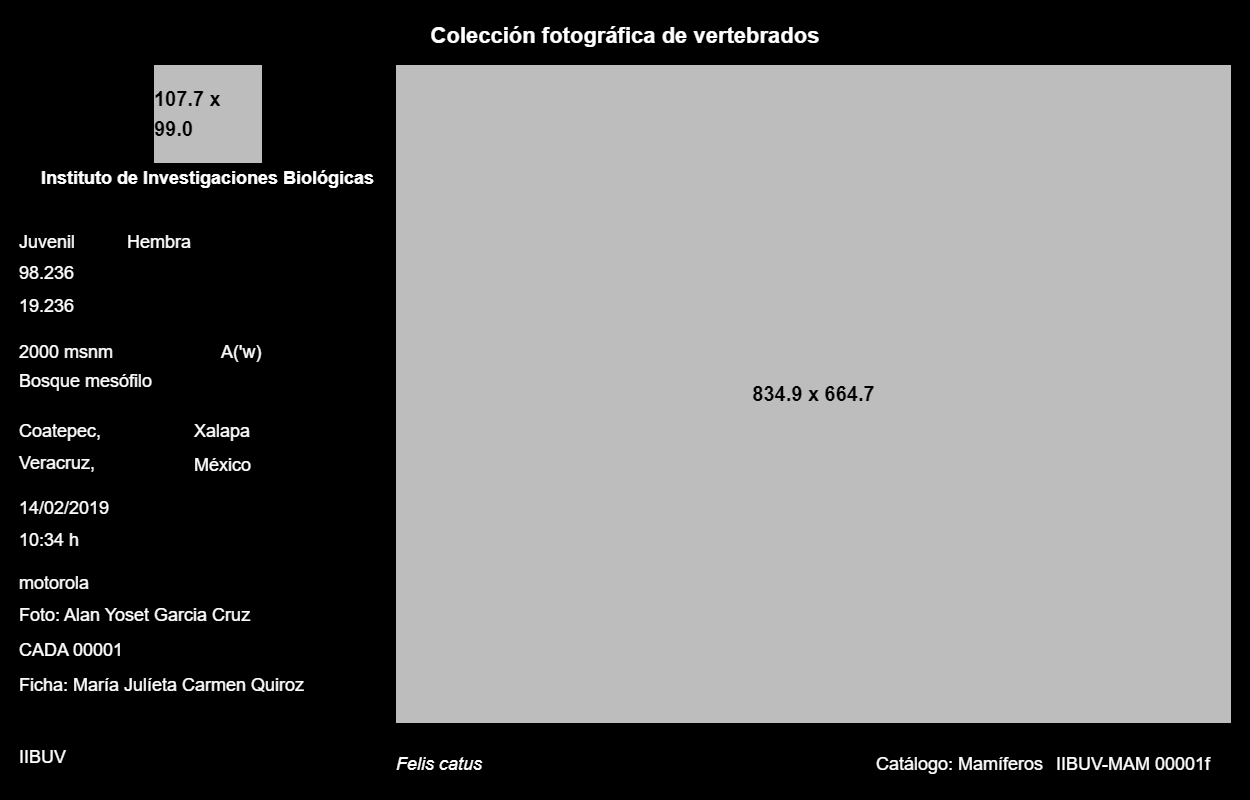 Colección fotográfica de vertebrados
107.7 x
99.0
Instituto de Investigaciones Biológicas
Juvenil Hembra
98.236
19.236
2000 msnm A('w)
Bosque mesófilo
Coatepec, Xalapa
Veracruz, México
14/02/2019
10:34 h
motorola
Foto: Alan Yoset Garcia Cruz
CADA 00001
Ficha: María Julíeta Carmen Quiroz
IIBUV
834.9 x 664.7
Felis catus
Catálogo: Mamíferos IIBUV-MAM 00001f